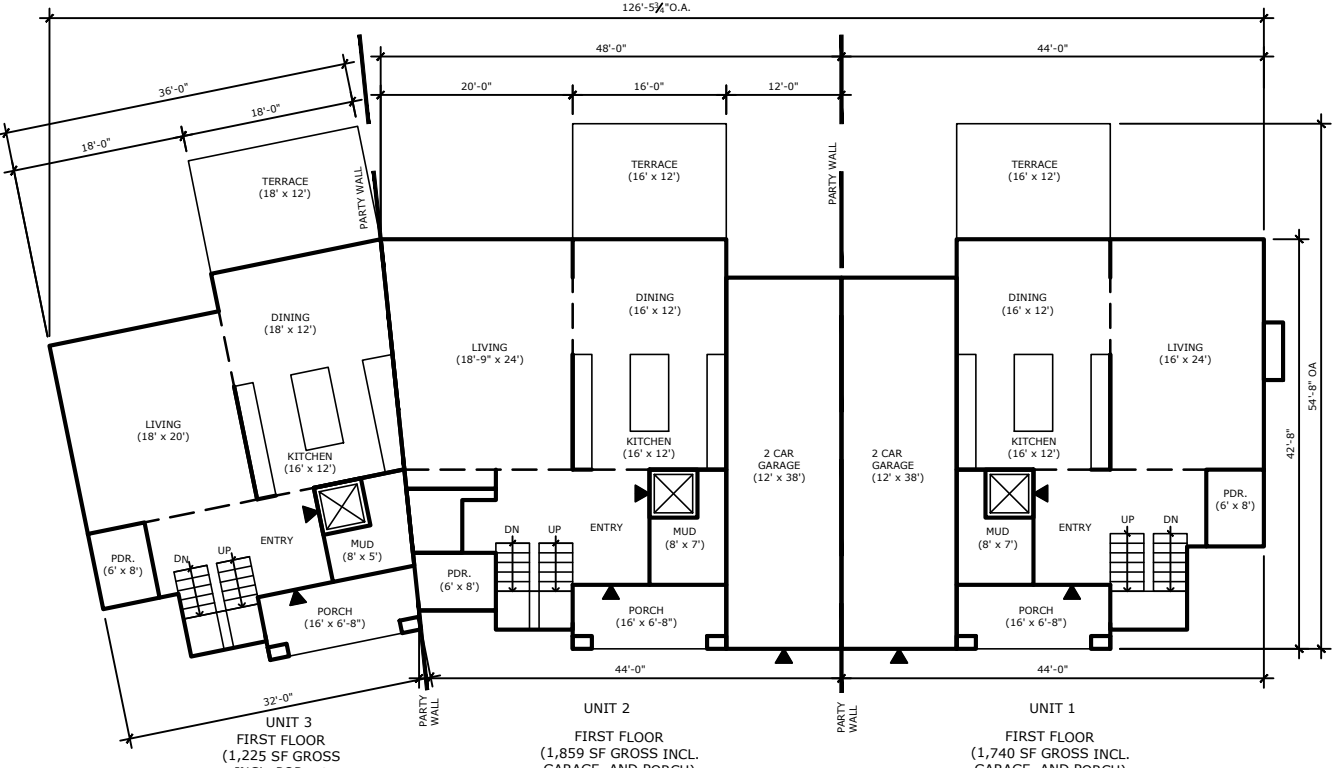 126'-5¾"O.A.
48'-0"
44'-0"
36'-0"
20'-0"
16'-0"
12'-0"
18'-0"
18'-0"
TERRACE
(18' x 12')
PARTY WALL
TERRACE
(16' x 12')
PARTY WALL
TERRACE
(16' x 12')
DINING
(18' x 12')
DINING
(16' x 12')
DINING
(16' x 12')
LIVING
(18'-9" x 24')
LIVING
(16' x 24')
54'-8" OA
42'-8"
LIVING
(18' x 20')
KITCHEN
(16' x 12')
KITCHEN
(16' x 12')
2 CAR
GARAGE
(12' x 38')
2 CAR
GARAGE
(12' x 38')
KITCHEN
(16' x 12')
PDR.
(6' x 8')
DN
UP
ENTRY
MUD
(8' x 5')
DN
UP
ENTRY
MUD
(8' x 7')
MUD
(8' x 7')
ENTRY
UP
DN
PDR.
(6' x 8')
PDR.
(6' x 8')
PORCH
(16' x 6'-8")
PORCH
(16' x 6'-8")
PORCH
(16' x 6'-8")
32'-0"
44'-0"
44'-0"
PARTY
WALL
PARTY
WALL
UNIT 3
FIRST FLOOR
(1,225 SF GROSS
UNIT 2
FIRST FLOOR
(1,859 SF GROSS INCL.
GARAGE, AND PORCH)
UNIT 1
FIRST FLOOR
(1,740 SF GROSS INCL.
GARAGE, AND PORCH)